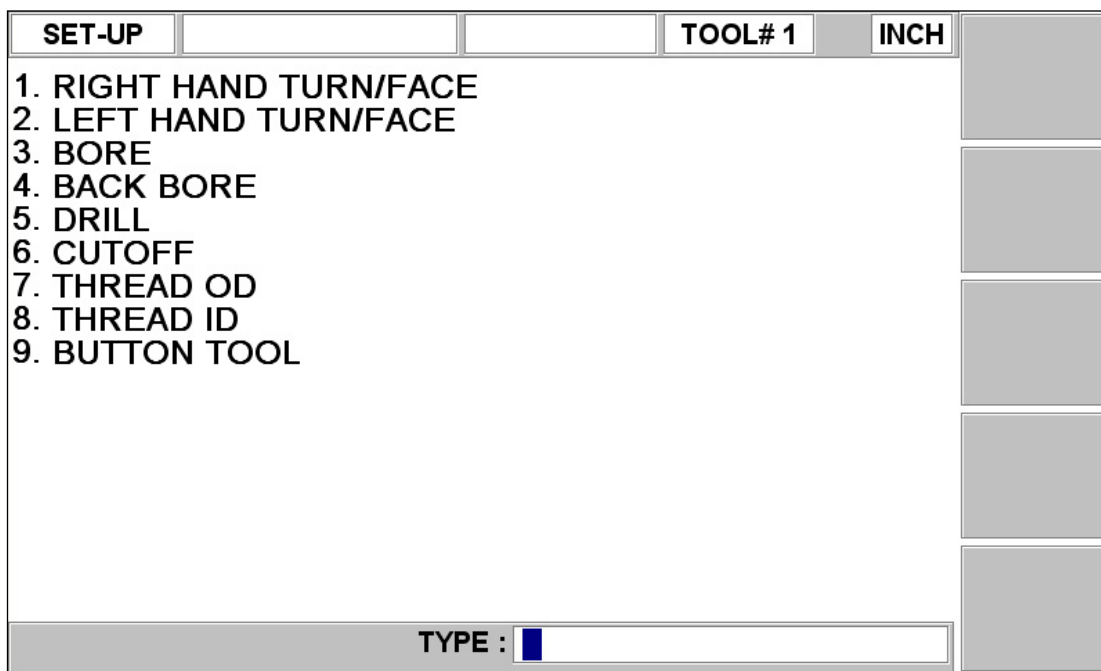 SET-UP TOOL# 1 INCH
1. RIGHT HAND TURN/FACE
2. LEFT HAND TURN/FACE
3. BORE
4. BACK BORE
5. DRILL
6. CUTOFF
7. THREAD OD
8. THREAD ID
9. BUTTON TOOL
TYPE :